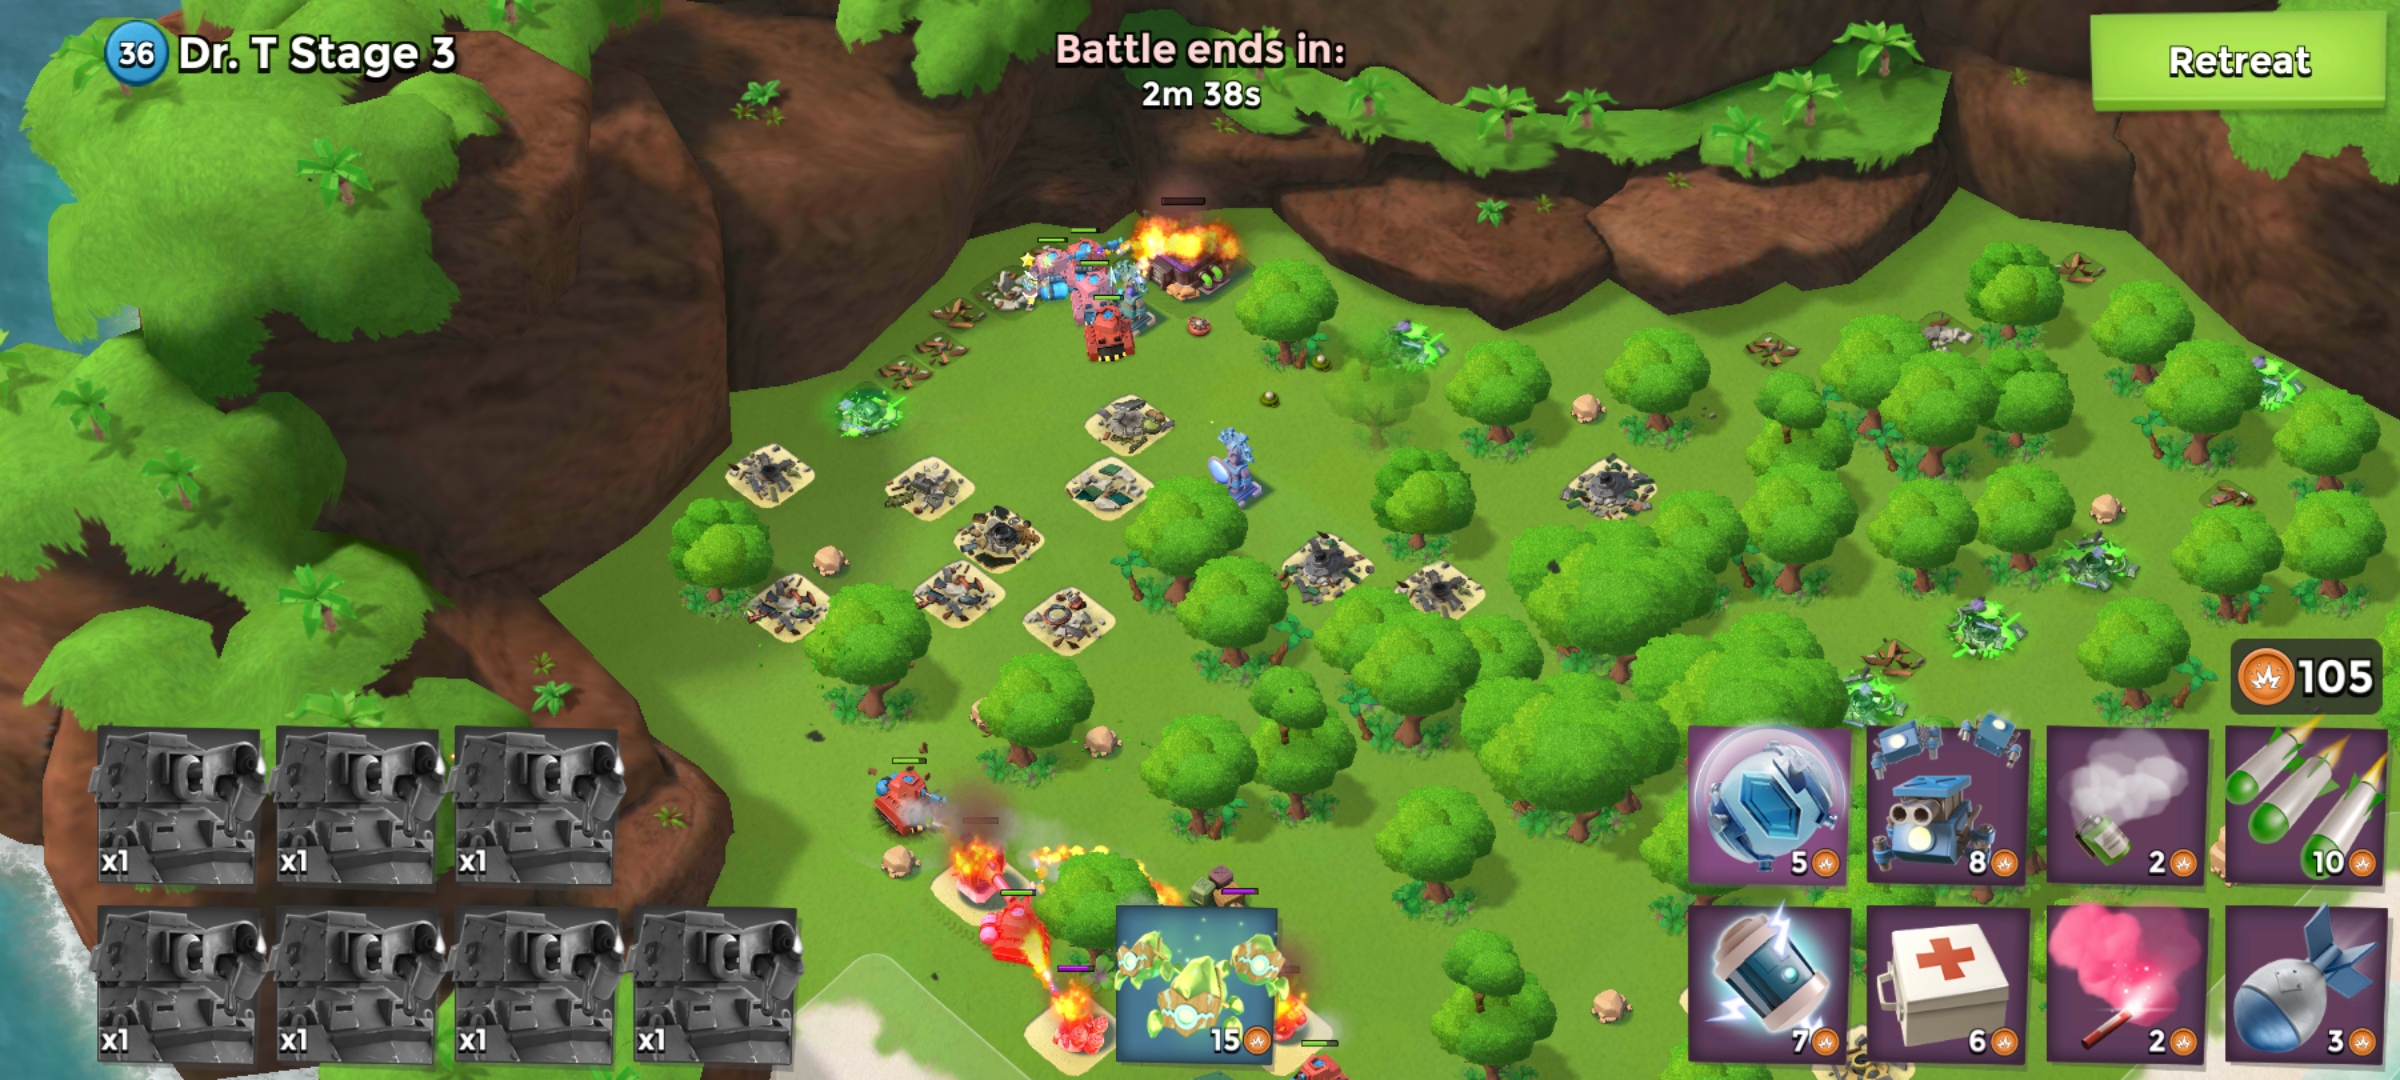 36 Dr. T Stage 3
Battle ends in:
2m 38s
Retreat
105
x1 x1 x1
5 8 2 10
x1 x1 x1 x1
15
7 6 2 3